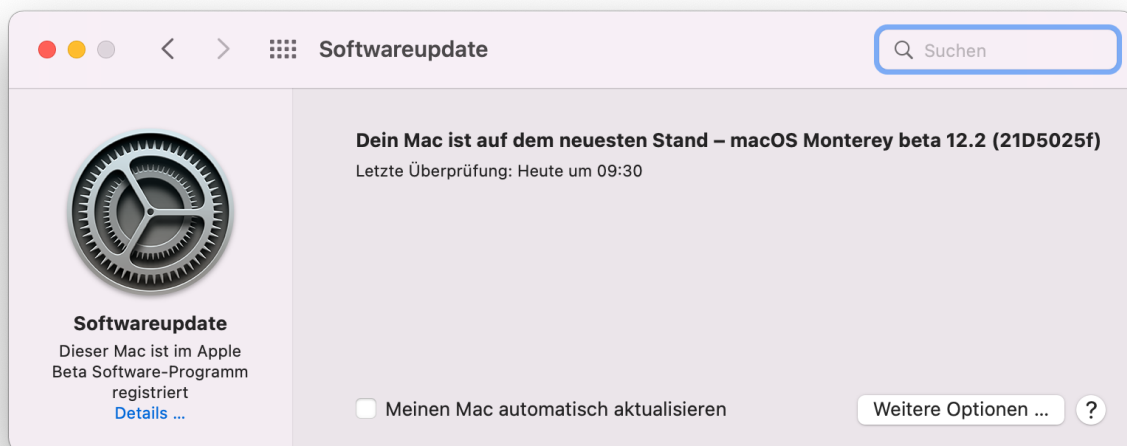 Softwareupdate
Suchen
Dein Mac ist auf dem neuesten Stand – macOS Monterey beta 12.2 (21D5025f)
Letzte Überprüfung: Heute um 09:30
Softwareupdate
Dieser Mac ist im Apple
Beta Software-Programm
registriert
Details ...
Meinen Mac automatisch aktualisieren
Weitere Optionen ...
?